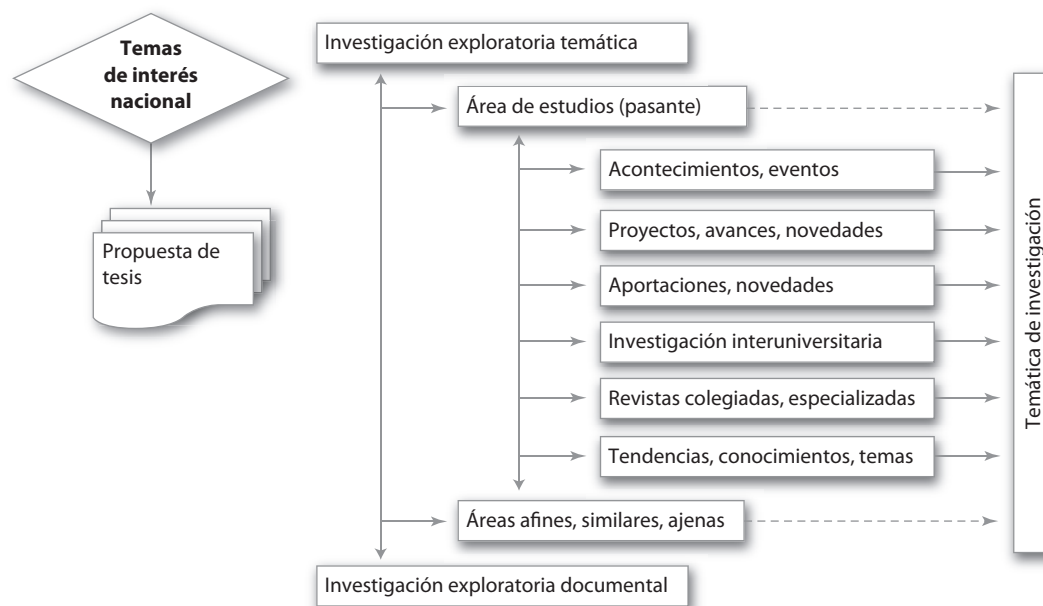 Temas
de interés
nacional
Propuesta de
tesis
Investigación exploratoria temática
Área de estudios (pasante)
Acontecimientos, eventos
Proyectos, avances, novedades
Aportaciones, novedades
Investigación interuniversitaria
Revistas colegiadas, especializadas
Tendencias, conocimientos, temas
Áreas afines, similares, ajenas
Investigación exploratoria documental
Temática de investigación